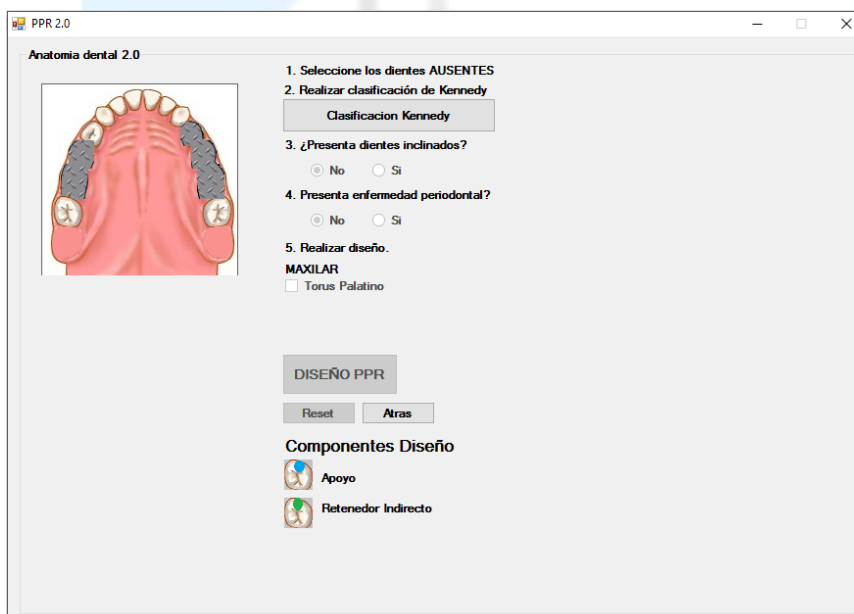 PPR 2.0
Anatomia dental 2.0
1. Seleccione los dientes AUSENTES
2. Realizar clasificación de Kennedy
Clasificacion Kennedy
3. ¿Presenta dientes inclinados?
No Si
4. Presenta enfermedad periodontal?
No Si
5. Realizar diseño.
MAXILAR
Torus Palatino
DISEÑO PPR
Reset Atras
Componentes Diseño
Apoyo
Retenedor Indirecto